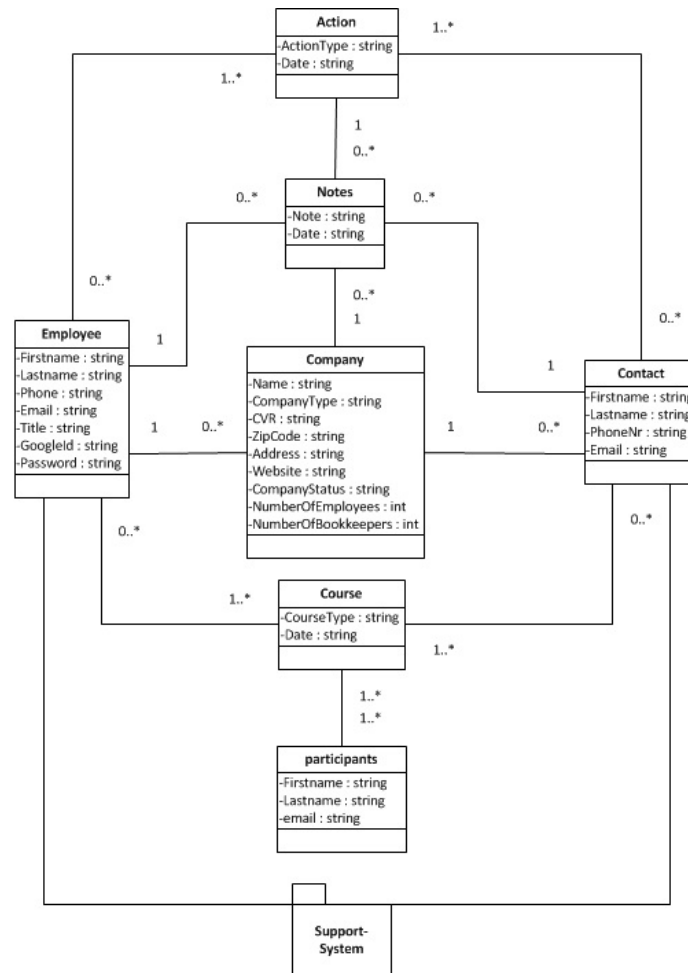 Action
-ActionType : string
-Date : string
1..*
1..*
1
0..*
0..*
Notes
0..*
-Note : string
-Date : string
0..*
0..*
0..*
1
Employee
-Firstname : string
-Lastname : string
-Phone : string
-Email : string
-Title : string
-GoogleId : string
-Password : string
1
Company
-Name : string
-CompanyType : string
-CVR : string
-ZipCode : string
-Address : string
-Website : string
-CompanyStatus : string
-NumberOfEmployees : int
-NumberOfBookkeepers : int
1
Contact
-Firstname : string
-Lastname : string
-PhoneNr : string
-Email : string
1
0..*
1
0..*
0..*
0..*
1..*
Course
-CourseType : string
-Date : string
1..*
1..*
1..*
participants
-Firstname : string
-Lastname : string
-email : string
Support-
System